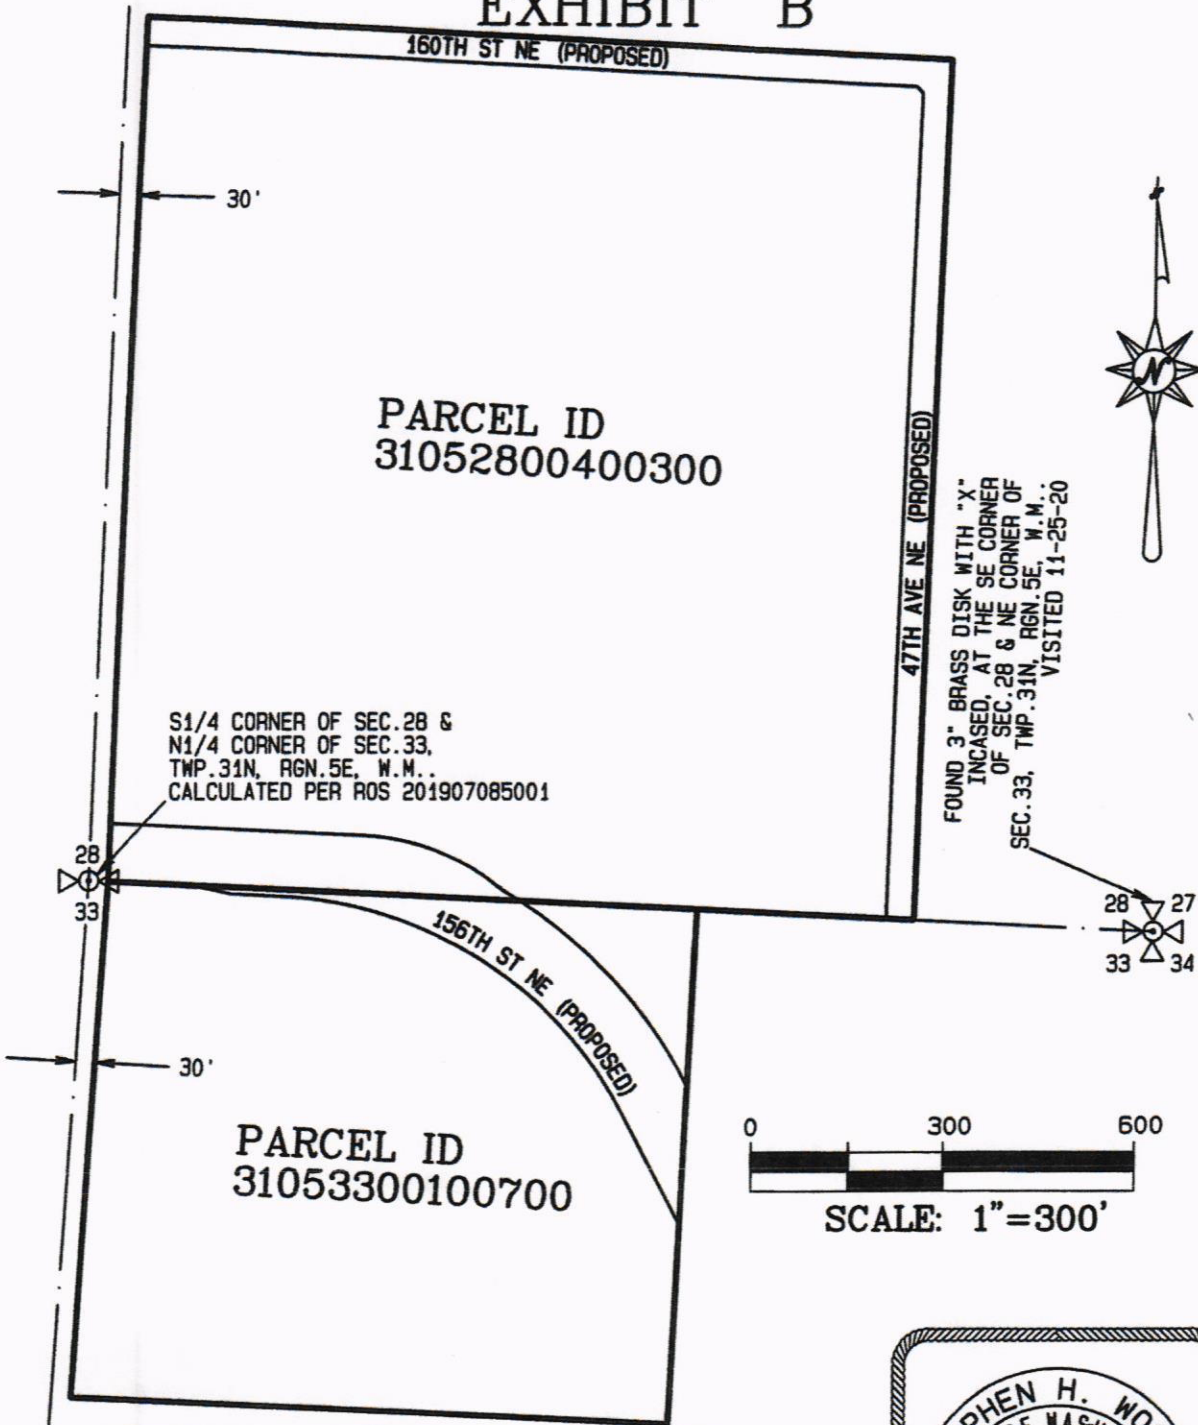 EXHIBIT B
160TH ST NE (PROPOSED)
30'
N
PARCEL ID
31052800400300
47TH AVE NE (PROPOSED)
FOUND 3" BRASS DISK WITH "X"
INCASED, AT THE SE CORNER
OF SEC.28 & NE CORNER OF
SEC.33, TWP.31N, RGN.5E, W.M..
VISITED 11-25-20
S1/4 CORNER OF SEC.28 &
N1/4 CORNER OF SEC.33,
TWP.31N, RGN.5E, W.M..
CALCULATED PER ROS 201907085001
28
33
28 27
33 34
156TH ST NE (PROPOSED)
30'
PARCEL ID
31053300100700
0 300 600
SCALE: 1"=300'
H.